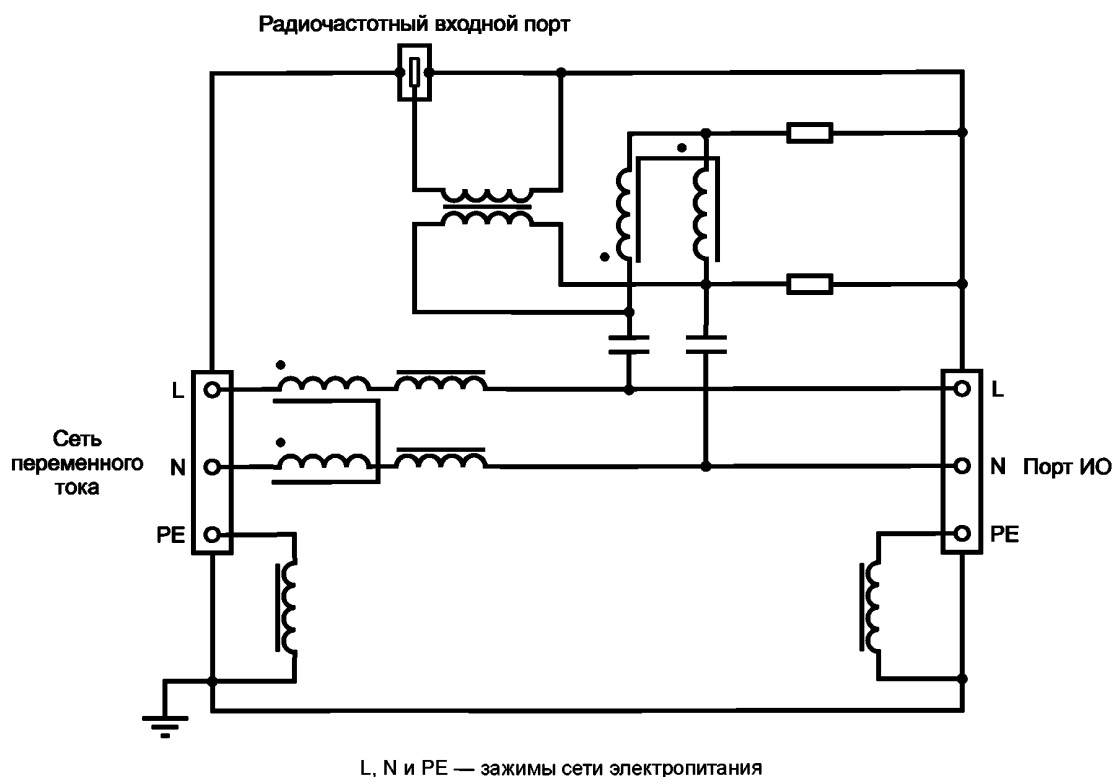 Радиочастотный входной порт
L
L
Сеть
переменного
тока
N
N
Порт ИО
PE
PE
L, N и PE — зажимы сети электропитания